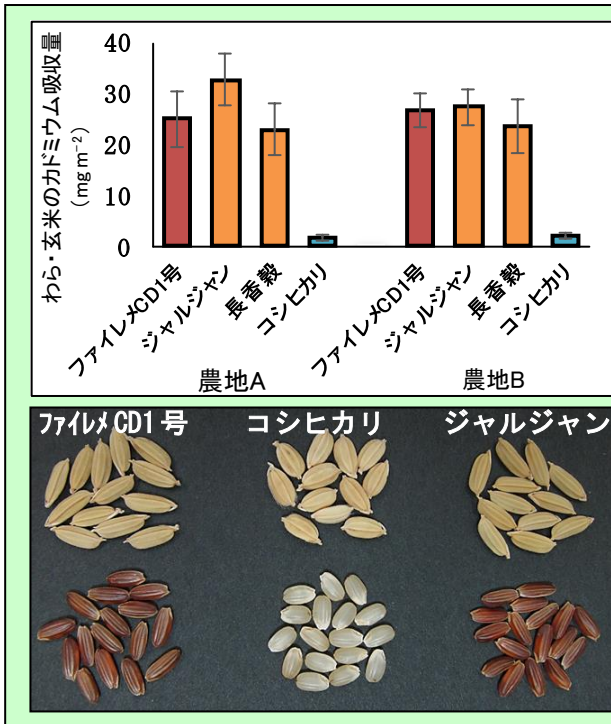 わら・玄米のカドミウム吸収量
(mg m⁻²)
40
30
20
10
0
ファイレメCD1号
ジャルジャン
長香穀
コシヒカリ
ファイレメCD1号
ジャルジャン
長香穀
コシヒカリ
農地A
農地B
ファイレメCD1号
コシヒカリ
ジャルジャン